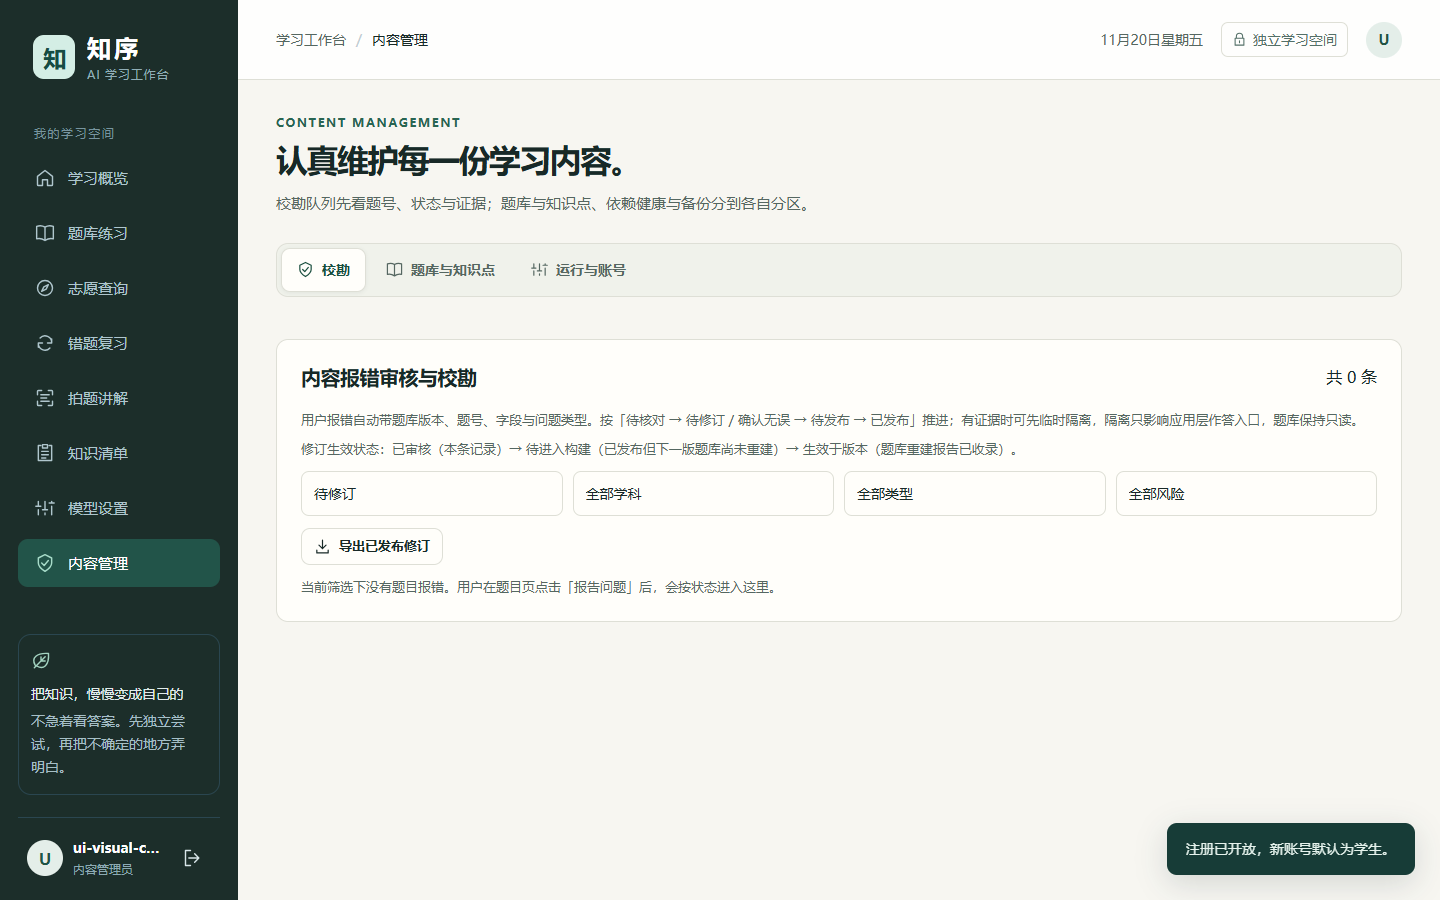 知
知序
AI 学习工作台
我的学习空间
学习概览
题库练习
志愿查询
错题复习
拍题讲解
知识清单
模型设置
内容管理
把知识，慢慢变成自己的
不急着看答案。先独立尝
试，再把不确定的地方弄
明白。
U
ui-visual-c...
内容管理员
学习工作台 / 内容管理
11月20日星期五
独立学习空间
U
CONTENT MANAGEMENT
认真维护每一份学习内容。
校勘队列先看题号、状态与证据；题库与知识点、依赖健康与备份分到各自分区。
校勘
题库与知识点
运行与账号
内容报错审核与校勘
共 0 条
用户报错自动带题库版本、题号、字段与问题类型。按「待核对 → 待修订 / 确认无误 → 待发布 → 已发布」推进；有证据时可先临时隔离，隔离只影响应用层作答入口，题库保持只读。
修订生效状态：已审核（本条记录）→ 待进入构建（已发布但下一版题库尚未重建）→ 生效于版本（题库重建报告已收录）。
待修订
全部学科
全部类型
全部风险
导出已发布修订
当前筛选下没有题目报错。用户在题目页点击「报告问题」后，会按状态进入这里。
注册已开放，新账号默认为学生。